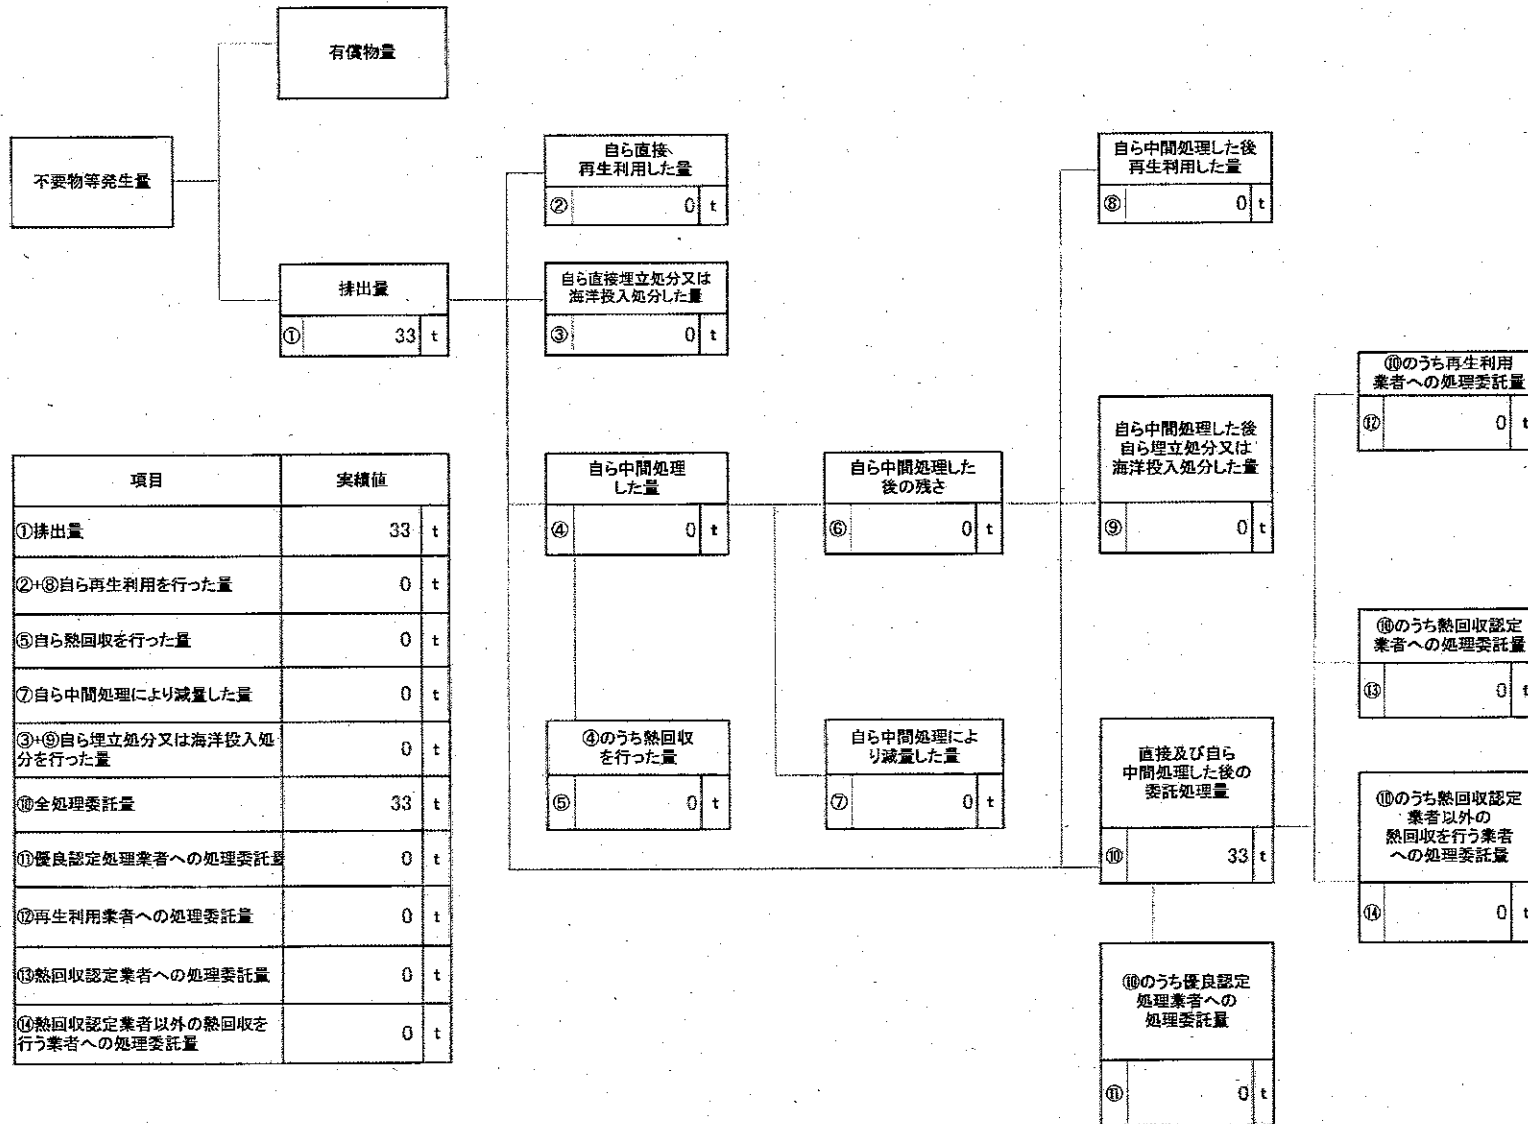 有償物量
不要物等発生量
排出量
① 33 t
自ら直接
再生利用した量
② 0 t
自ら直接埋立処分又は
海洋投入処分した量
③ 0 t
自ら中間処理
した量
④ 0 t
④のうち熱回収
を行った量
⑤ 0 t
自ら中間処理した
後の残さ
⑥ 0 t
自ら中間処理によ
り減量した量
⑦ 0 t
自ら中間処理した後
再生利用した量
⑧ 0 t
自ら中間処理した後
自ら埋立処分又は
海洋投入処分した量
⑨ 0 t
直接及び自ら
中間処理した後の
委託処理量
⑩ 33 t
⑩のうち優良認定
処理業者への
処理委託量
⑪ 0 t
⑩のうち再生利用
業者への処理委託量
⑫ 0 t
⑩のうち熱回収認定
業者への処理委託量
⑬ 0 t
⑩のうち熱回収認定
業者以外の
熱回収を行う業者
への処理委託量
⑭ 0 t
項目 実績値
①排出量 33 t
②+⑧自ら再生利用を行った量 0 t
⑤自ら熱回収を行った量 0 t
⑦自ら中間処理により減量した量 0 t
③+⑨自ら埋立処分又は海洋投入処
分を行った量 0 t
⑩全処理委託量 33 t
⑪優良認定処理業者への処理委託量 0 t
⑫再生利用業者への処理委託量 0 t
⑬熱回収認定業者への処理委託量 0 t
⑭熱回収認定業者以外の熱回収を
行う業者への処理委託量 0 t